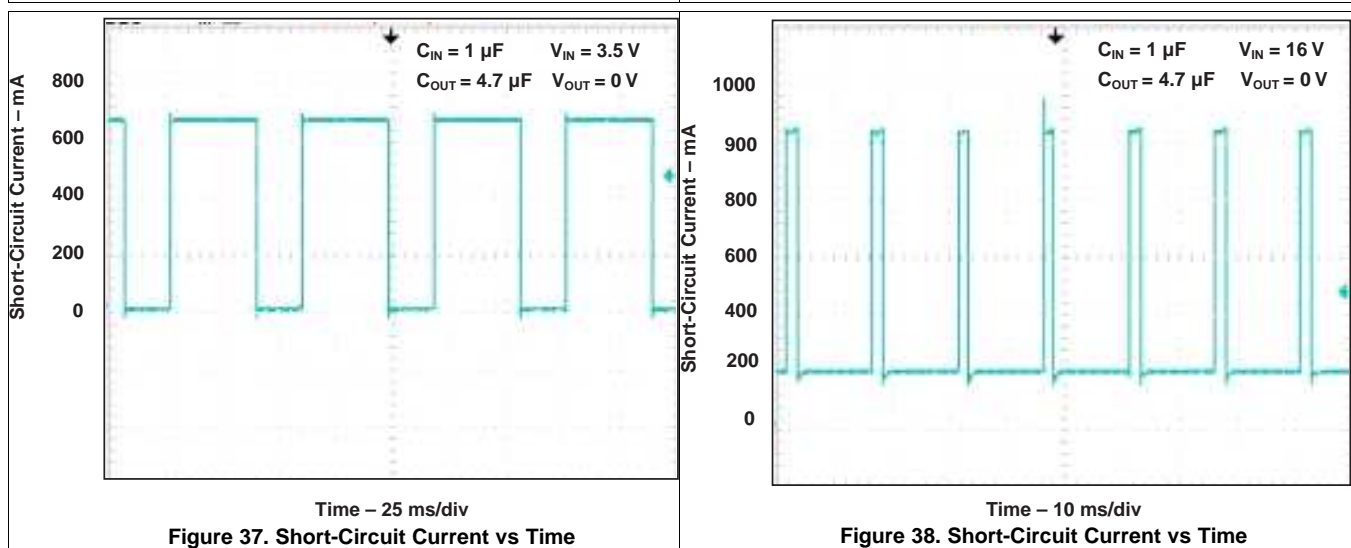 C_IN = 1 µF V_IN = 3.5 V
C_OUT = 4.7 µF V_OUT = 0 V
800
600
400
200
0
Short-Circuit Current – mA
Time – 25 ms/div
Figure 37. Short-Circuit Current vs Time
C_IN = 1 µF V_IN = 16 V
C_OUT = 4.7 µF V_OUT = 0 V
1000
900
800
600
400
200
0
Short-Circuit Current – mA
Time – 10 ms/div
Figure 38. Short-Circuit Current vs Time